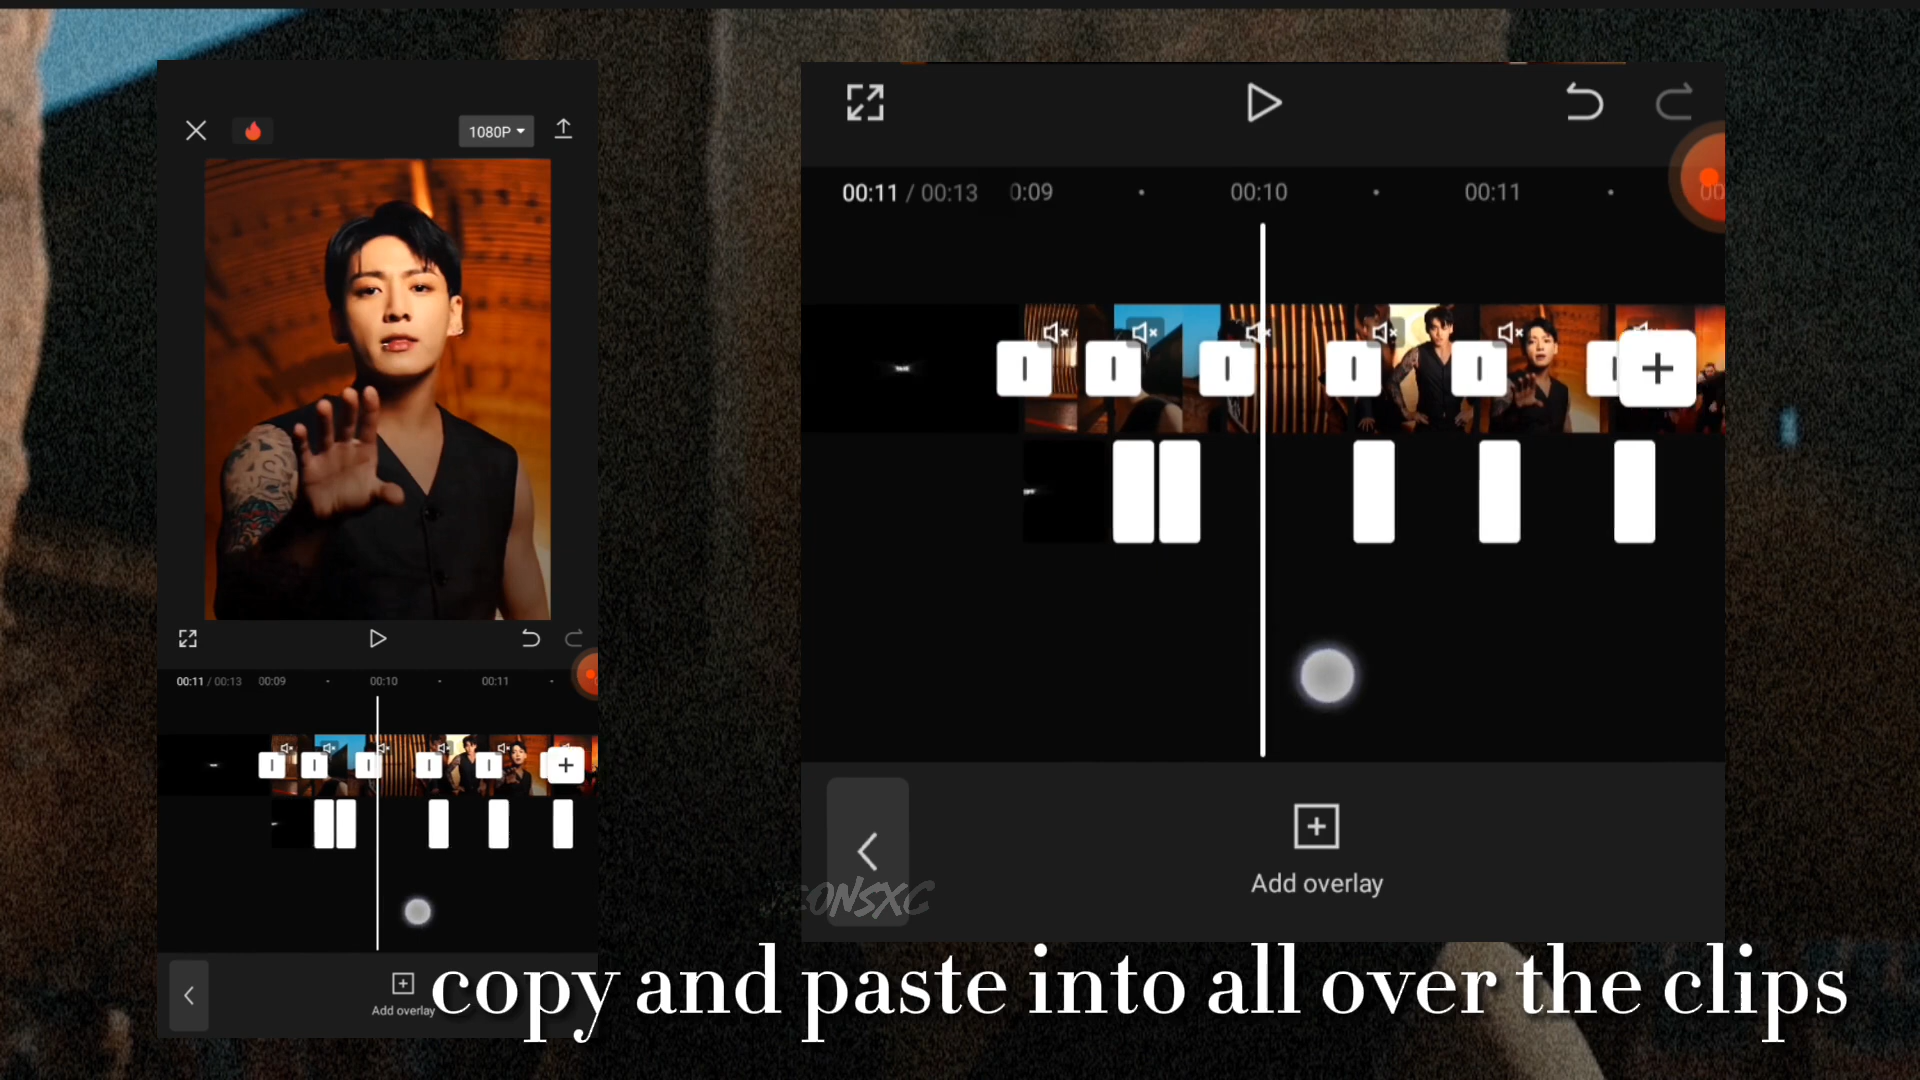 1080P
00:11 / 00:13 00:09 00:10 00:11
Add overlay
00:11 / 00:13 0:09 00:10 00:11 00
Add overlay
copy and paste into all over the clips